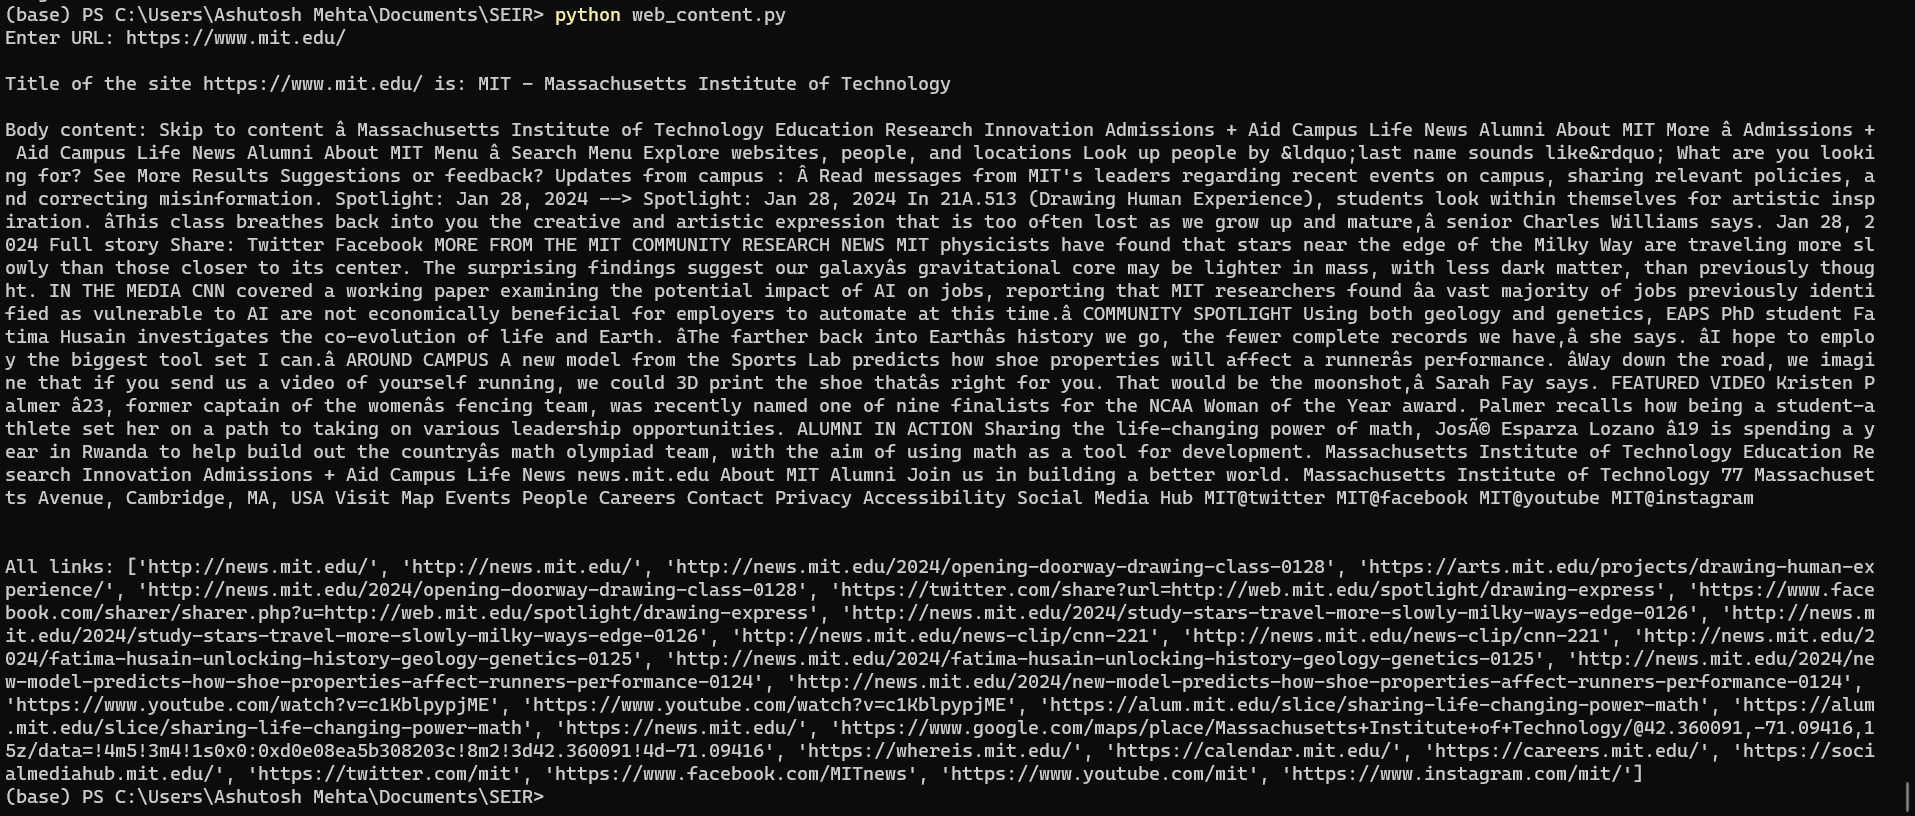 (base) PS C:\Users\Ashutosh Mehta\Documents\SEIR> python web_content.py
Enter URL: https://www.mit.edu/
Title of the site https://www.mit.edu/ is: MIT - Massachusetts Institute of Technology
Body content: Skip to content â Massachusetts Institute of Technology Education Research Innovation Admissions + Aid Campus Life News Alumni About MIT More â Admissions +
 Aid Campus Life News Alumni About MIT Menu â Search Menu Explore websites, people, and locations Look up people by &ldquo;last name sounds like&rdquo; What are you looki
ng for? See More Results Suggestions or feedback? Updates from campus : Â Read messages from MIT's leaders regarding recent events on campus, sharing relevant policies, a
nd correcting misinformation. Spotlight: Jan 28, 2024 --> Spotlight: Jan 28, 2024 In 21A.513 (Drawing Human Experience), students look within themselves for artistic insp
iration. âThis class breathes back into you the creative and artistic expression that is too often lost as we grow up and mature,â senior Charles Williams says. Jan 28, 2
024 Full story Share: Twitter Facebook MORE FROM THE MIT COMMUNITY RESEARCH NEWS MIT physicists have found that stars near the edge of the Milky Way are traveling more sl
owly than those closer to its center. The surprising findings suggest our galaxyâs gravitational core may be lighter in mass, with less dark matter, than previously thoug
ht. IN THE MEDIA CNN covered a working paper examining the potential impact of AI on jobs, reporting that MIT researchers found âa vast majority of jobs previously identi
fied as vulnerable to AI are not economically beneficial for employers to automate at this time.â COMMUNITY SPOTLIGHT Using both geology and genetics, EAPS PhD student Fa
tima Husain investigates the co-evolution of life and Earth. âThe farther back into Earthâs history we go, the fewer complete records we have,â she says. âI hope to emplo
y the biggest tool set I can.â AROUND CAMPUS A new model from the Sports Lab predicts how shoe properties will affect a runnerâs performance. âWay down the road, we imagi
ne that if you send us a video of yourself running, we could 3D print the shoe thatâs right for you. That would be the moonshot,â Sarah Fay says. FEATURED VIDEO Kristen P
almer â23, former captain of the womenâs fencing team, was recently named one of nine finalists for the NCAA Woman of the Year award. Palmer recalls how being a student-a
thlete set her on a path to taking on various leadership opportunities. ALUMNI IN ACTION Sharing the life-changing power of math, JosÃ© Esparza Lozano â19 is spending a y
ear in Rwanda to help build out the countryâs math olympiad team, with the aim of using math as a tool for development. Massachusetts Institute of Technology Education Re
search Innovation Admissions + Aid Campus Life News news.mit.edu About MIT Alumni Join us in building a better world. Massachusetts Institute of Technology 77 Massachuset
ts Avenue, Cambridge, MA, USA Visit Map Events People Careers Contact Privacy Accessibility Social Media Hub MIT@twitter MIT@facebook MIT@youtube MIT@instagram
All links: ['http://news.mit.edu/', 'http://news.mit.edu/', 'http://news.mit.edu/2024/opening-doorway-drawing-class-0128', 'https://arts.mit.edu/projects/drawing-human-ex
perience/', 'http://news.mit.edu/2024/opening-doorway-drawing-class-0128', 'https://twitter.com/share?url=http://web.mit.edu/spotlight/drawing-express', 'https://www.face
book.com/sharer/sharer.php?u=http://web.mit.edu/spotlight/drawing-express', 'http://news.mit.edu/2024/study-stars-travel-more-slowly-milky-ways-edge-0126', 'http://news.m
it.edu/2024/study-stars-travel-more-slowly-milky-ways-edge-0126', 'http://news.mit.edu/news-clip/cnn-221', 'http://news.mit.edu/news-clip/cnn-221', 'http://news.mit.edu/2
024/fatima-husain-unlocking-history-geology-genetics-0125', 'http://news.mit.edu/2024/fatima-husain-unlocking-history-geology-genetics-0125', 'http://news.mit.edu/2024/ne
w-model-predicts-how-shoe-properties-affect-runners-performance-0124', 'http://news.mit.edu/2024/new-model-predicts-how-shoe-properties-affect-runners-performance-0124',
'https://www.youtube.com/watch?v=c1KblpypjME', 'https://www.youtube.com/watch?v=c1KblpypjME', 'https://alum.mit.edu/slice/sharing-life-changing-power-math', 'https://alum
.mit.edu/slice/sharing-life-changing-power-math', 'https://news.mit.edu/', 'https://www.google.com/maps/place/Massachusetts+Institute+of+Technology/@42.360091,-71.09416,1
5z/data=!4m5!3m4!1s0x0:0xd0e08ea5b308203c!8m2!3d42.360091!4d-71.09416', 'https://whereis.mit.edu/', 'https://calendar.mit.edu/', 'https://careers.mit.edu/', 'https://soci
almediahub.mit.edu/', 'https://twitter.com/mit', 'https://www.facebook.com/MITnews', 'https://www.youtube.com/mit', 'https://www.instagram.com/mit/']
(base) PS C:\Users\Ashutosh Mehta\Documents\SEIR>